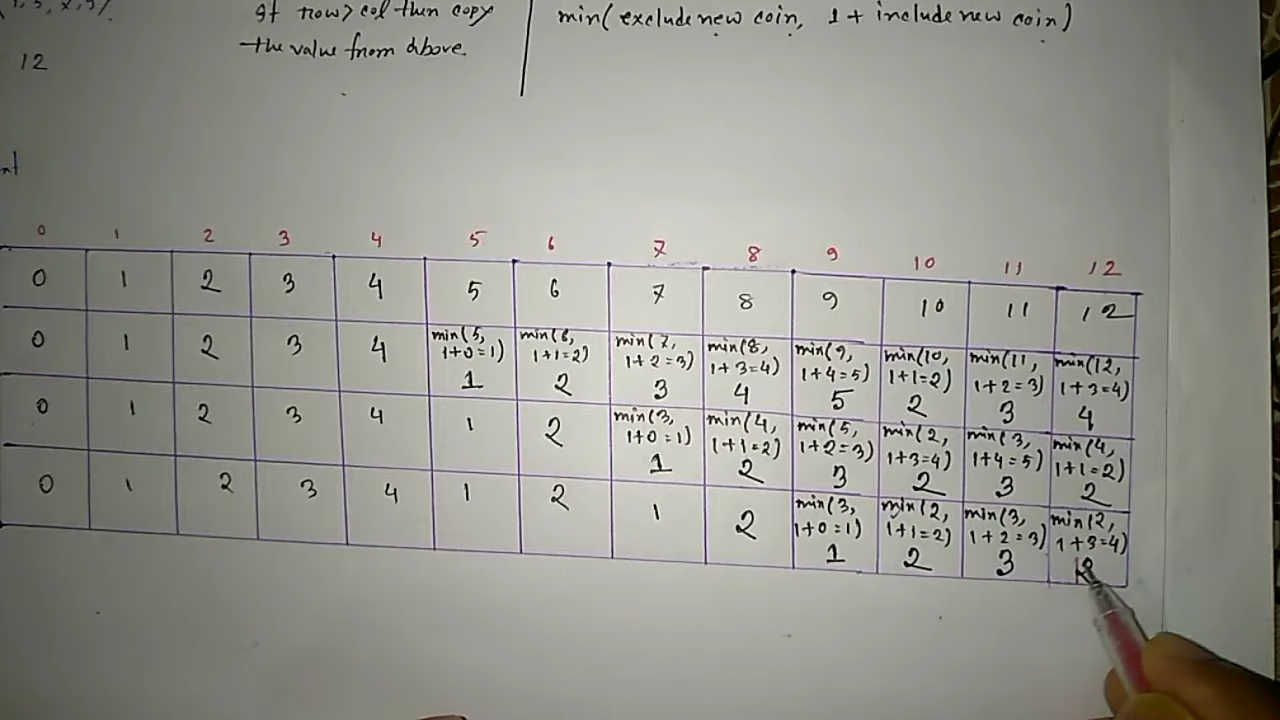 If row > col then copy
the value from above
min( exclude new coin, 1 + include new coin)
12
0 1 2 3 4 5 6 7 8 9 10 11 12
0 1 2 3 4 5 6 7 8 9 10 11 12
0 1 2 3 4 min(5, 1+0=1) 1 min(6, 1+1=2) 2 min(7, 1+2=3) 3 min(8, 1+3=4) 4 min(9, 1+4=5) 5 min(10, 1+1=2) 2 min(11, 1+2=3) 3 min(12, 1+3=4) 4
0 1 2 3 4 1 2 min(3, 1+0=1) 1 min(4, 1+1=2) 2 min(5, 1+2=3) 3 min(2, 1+3=4) 2 min(3, 1+4=5) 3 min(4, 1+1=2) 2
0 1 2 3 4 1 2 1 2 min(3, 1+0=1) 1 min(2, 1+1=2) 2 min(3, 1+2=3) 3 min(2, 1+3=4) 2